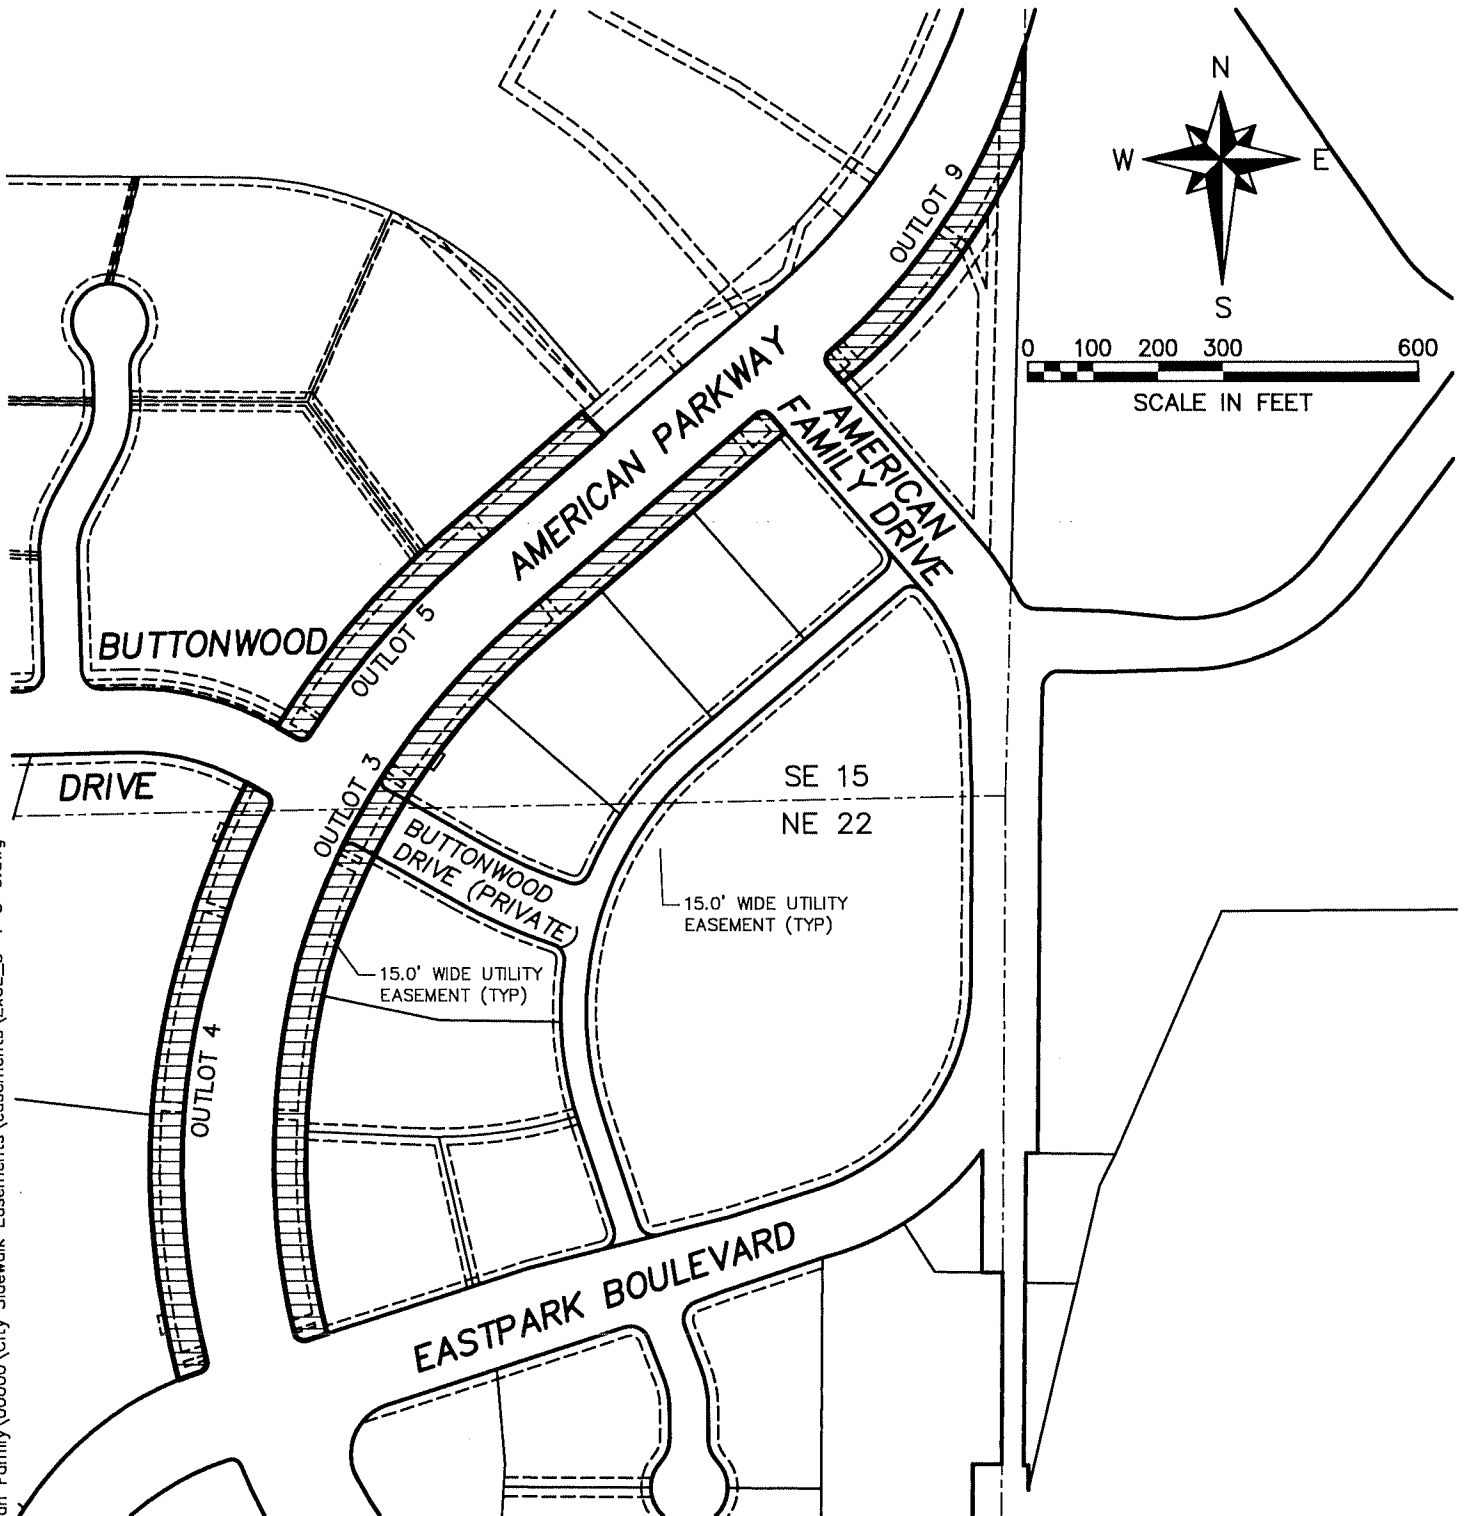 N
W E
S
0 100 200 300 600
SCALE IN FEET
OUTLOT 9
AMERICAN PARKWAY
AMERICAN
FAMILY DRIVE
BUTTONWOOD
OUTLOT 5
DRIVE
OUTLOT 3
SE 15
NE 22
BUTTONWOOD
DRIVE (PRIVATE)
15.0' WIDE UTILITY
EASEMENT (TYP)
15.0' WIDE UTILITY
EASEMENT (TYP)
OUTLOT 4
EASTPARK BOULEVARD